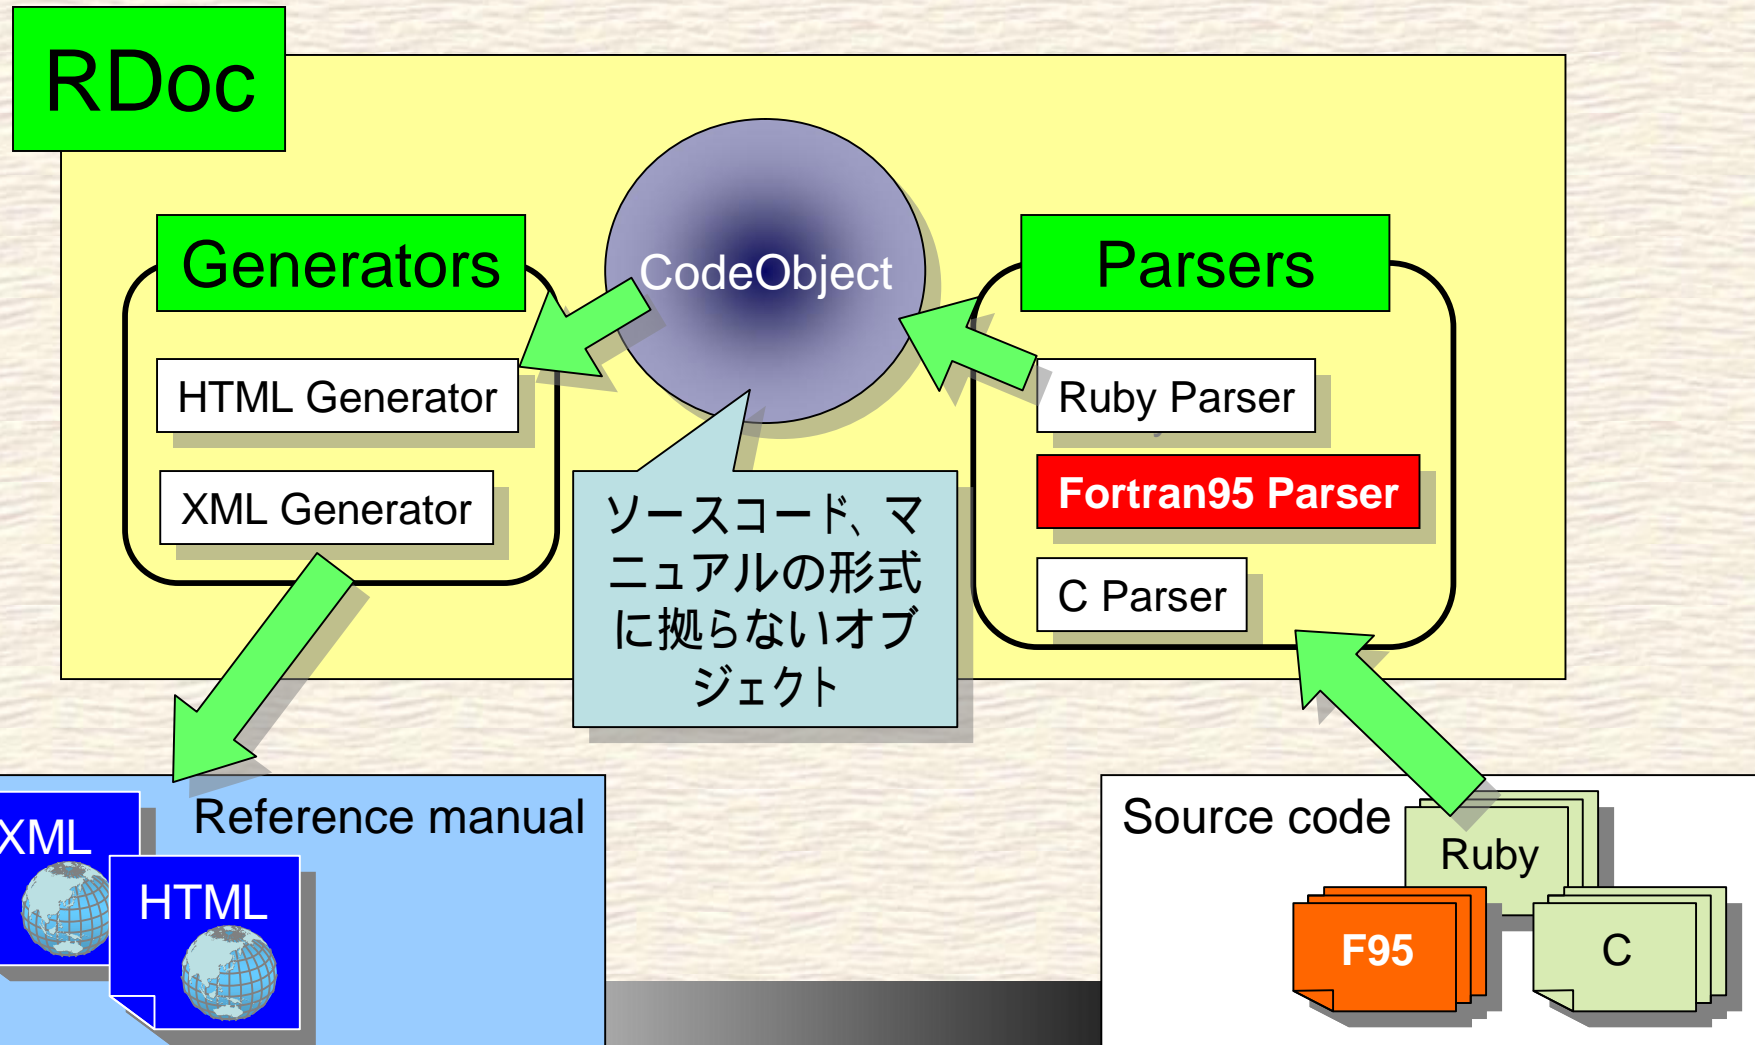 RDoc
Generators
CodeObject
Parsers
HTML Generator
XML Generator
Ruby Parser
Fortran95 Parser
C Parser
ソースコード、マ
ニュアルの形式
に拠らないオブ
ジェクト
Reference manual
XML
HTML
Source code
Ruby
F95
C